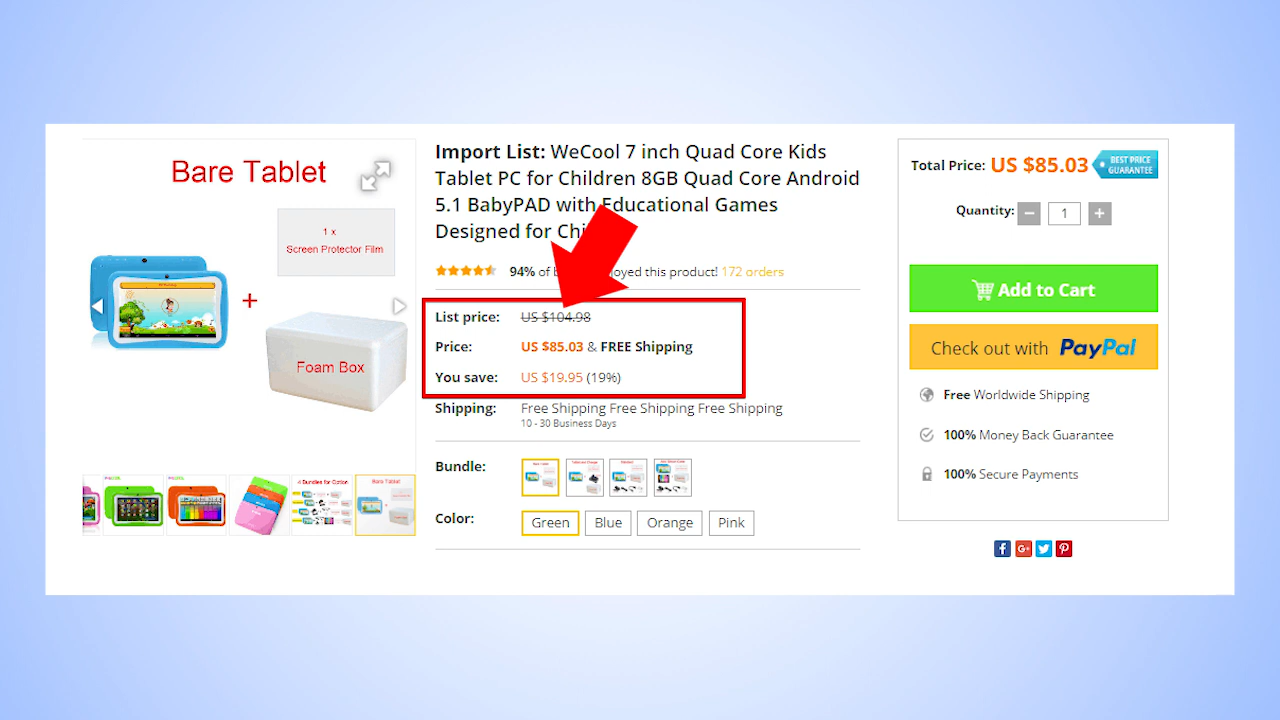 Bare Tablet
1 x
Screen Protector Film
+
Foam Box
Bare Tablet
Import List: WeCool 7 inch Quad Core Kids
Tablet PC for Children 8GB Quad Core Android
5.1 BabyPAD with Educational Games
Designed for
94% of this product! 172 orders
List price: US $104.98
Price: US $85.03 & FREE Shipping
You save: US $19.95 (19%)
Shipping: Free Shipping Free Shipping Free Shipping
10 - 30 Business Days
Bundle:
Color: Green Blue Orange Pink
Total Price: US $85.03 BEST PRICE
GUARANTEE
Quantity: − 1 +
Add to Cart
Check out with PayPal
Free Worldwide Shipping
100% Money Back Guarantee
100% Secure Payments